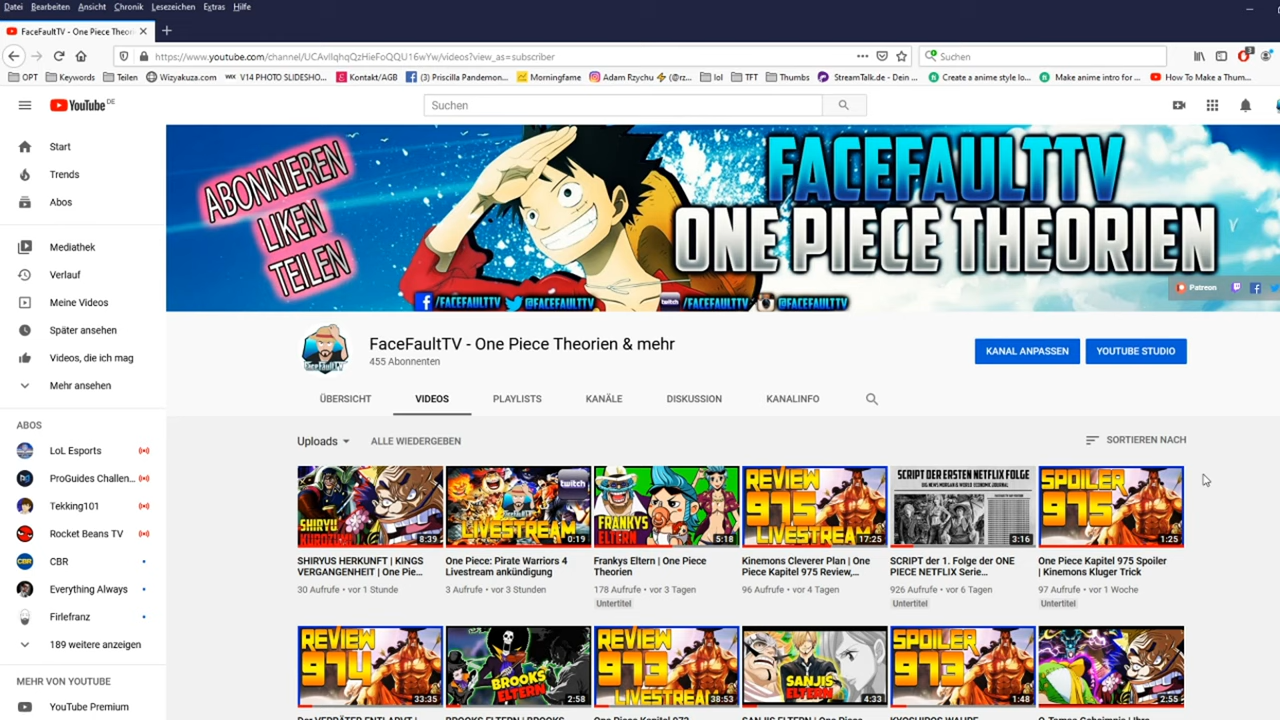 Datei Bearbeiten Ansicht Chronik Lesezeichen Extras Hilfe
FaceFaultTV - One Piece Theori
https://www.youtube.com/channel/UCAvlIqhqQzHieFoQQU16wYw/videos?view_as=subscriber
Suchen
OPT Keywords Teilen Wizyakuza.com V14 PHOTO SLIDESHO... Kontakt/AGB (3) Priscilla Pandemon... Morningfame Adam Rzychu ⚡ (@rz... lol TFT Thumbs StreamTalk.de - Dein ... Create a anime style lo... Make anime intro for ... How To Make a Thum...
YouTube DE
Suchen
Start
Trends
Abos
Mediathek
Verlauf
Meine Videos
Später ansehen
Videos, die ich mag
Mehr ansehen
ABOS
LoL Esports
ProGuides Challen...
Tekking101
Rocket Beans TV
CBR
Everything Always
Firlefranz
189 weitere anzeigen
MEHR VON YOUTUBE
YouTube Premium
ABONNIEREN
LIKEN
TEILEN
FACEFAULTTV
ONE PIECE THEORIEN
/FACEFAULTTV @FACEFAULTTV twitch /FACEFAULTTV @FACEFAULTTV
Patreon
FaceFaultTV - One Piece Theorien & mehr
455 Abonnenten
KANAL ANPASSEN YOUTUBE STUDIO
ÜBERSICHT VIDEOS PLAYLISTS KANÄLE DISKUSSION KANALINFO
Uploads ALLE WIEDERGEBEN SORTIEREN NACH
SHIRYU
KUROZUMI
8:39
SHIRYUS HERKUNFT | KINGS
VERGANGENHEIT | One Pie...
30 Aufrufe • vor 1 Stunde
twitch
LIVESTREAM
0:19
One Piece: Pirate Warriors 4
Livestream ankündigung
3 Aufrufe • vor 3 Stunden
FRANKYS
ELTERN
5:18
Frankys Eltern | One Piece
Theorien
178 Aufrufe • vor 3 Tagen
Untertitel
REVIEW
975
LIVESTREAM
17:25
Kinemons Cleverer Plan | One
Piece Kapitel 975 Review,...
96 Aufrufe • vor 4 Tagen
SCRIPT DER ERSTEN NETFLIX FOLGE
3:16
SCRIPT der 1. Folge der ONE
PIECE NETFLIX Serie...
926 Aufrufe • vor 6 Tagen
Untertitel
SPOILER
975
1:25
One Piece Kapitel 975 Spoiler
| Kinemons Kluger Trick
97 Aufrufe • vor 1 Woche
Untertitel
REVIEW
974
33:35
BROOKS
ELTERN
2:58
REVIEW
973
LIVESTREAM
38:53
SANJIS
ELTERN
4:33
SPOILER
973
1:48
2:55